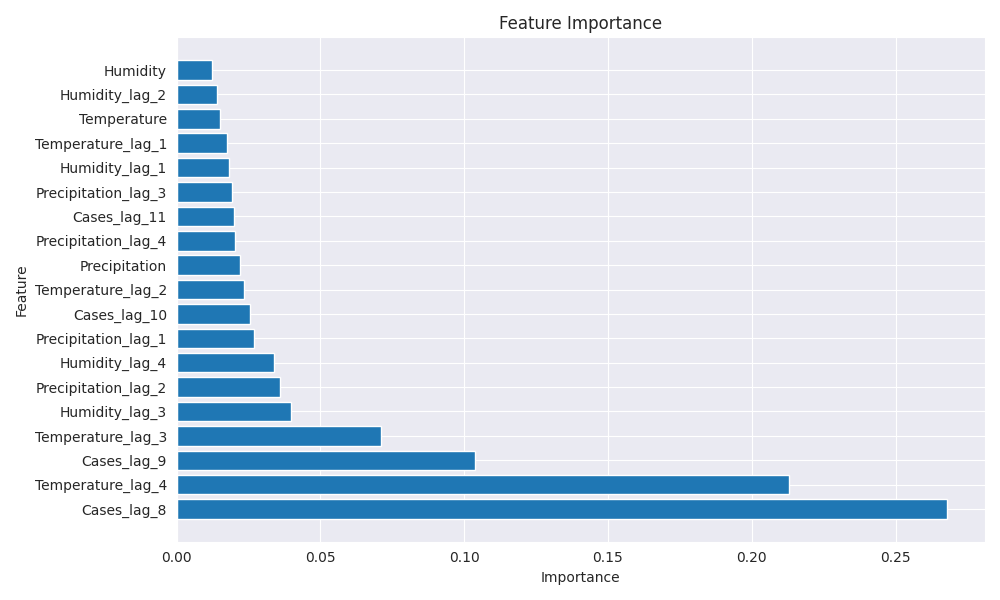 Feature Importance
Humidity
Humidity_lag_2
Temperature
Temperature_lag_1
Humidity_lag_1
Precipitation_lag_3
Cases_lag_11
Precipitation_lag_4
Precipitation
Temperature_lag_2
Cases_lag_10
Precipitation_lag_1
Humidity_lag_4
Precipitation_lag_2
Humidity_lag_3
Temperature_lag_3
Cases_lag_9
Temperature_lag_4
Cases_lag_8
Feature
0.00 0.05 0.10 0.15 0.20 0.25
Importance